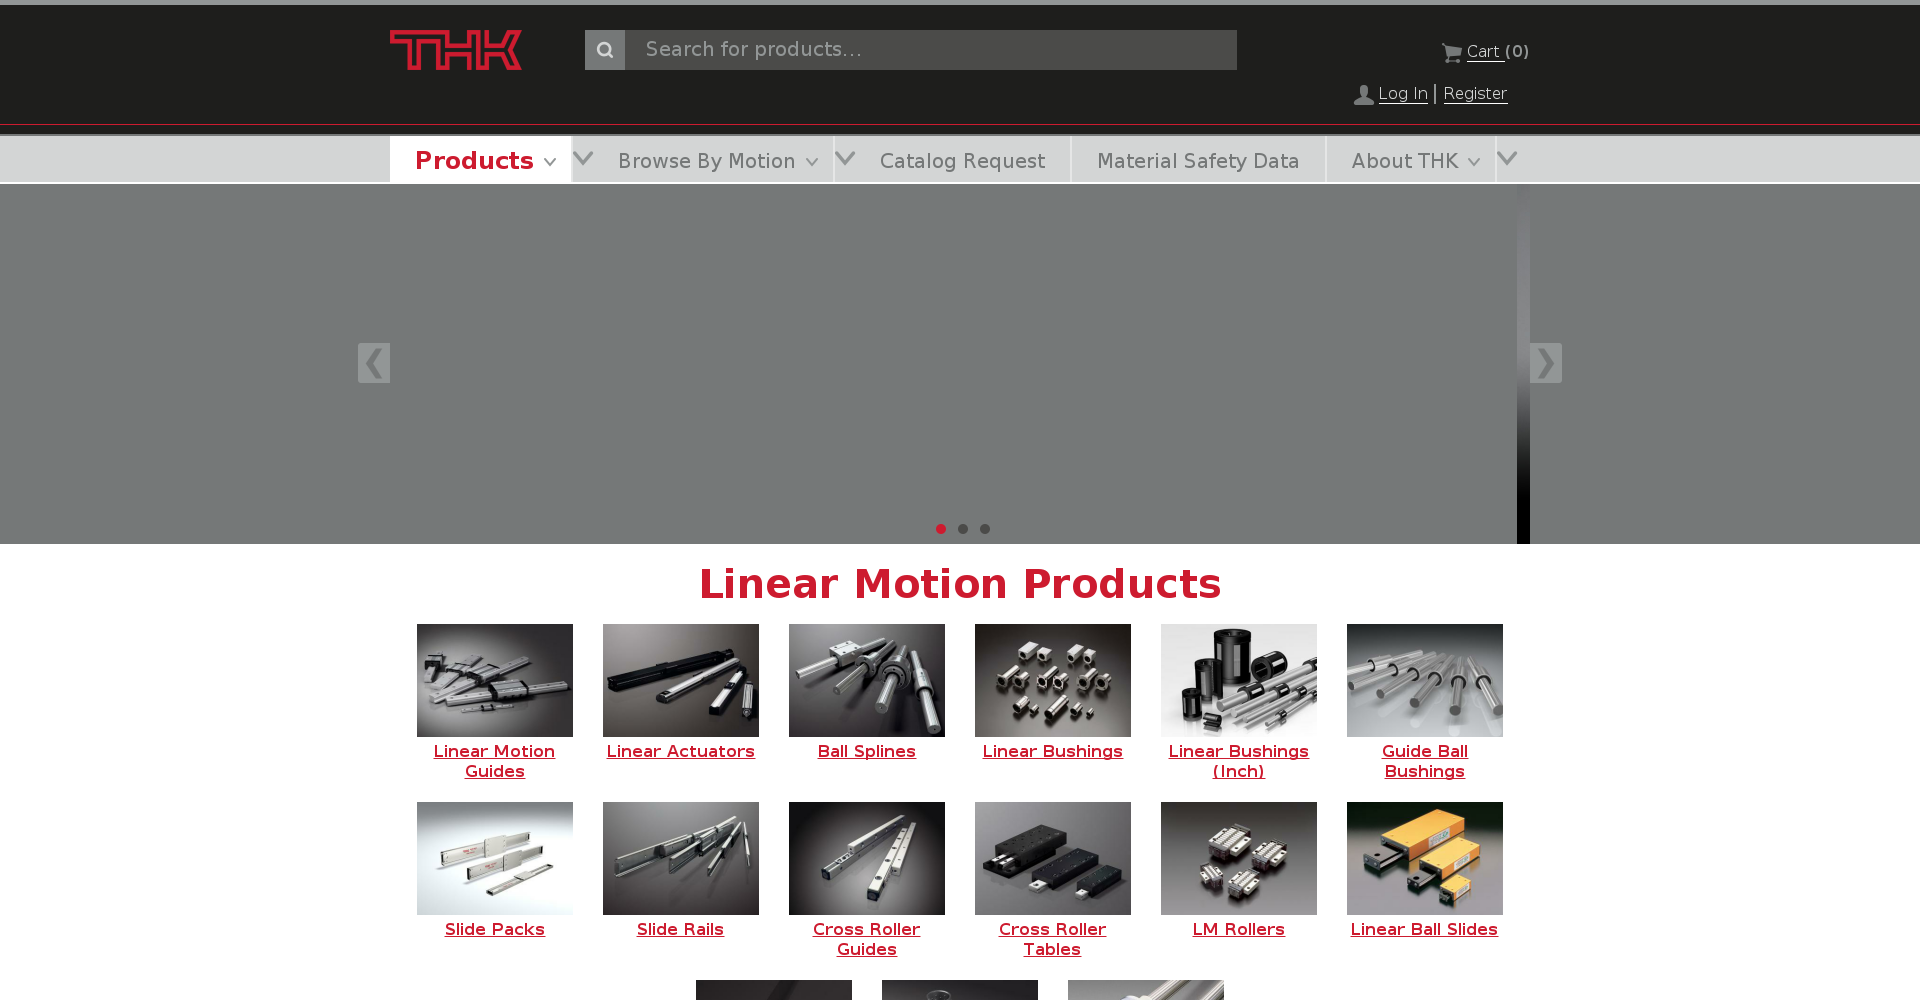 THK
Search for products...
Cart (0)
Log In | Register
Products
Browse By Motion
Catalog Request
Material Safety Data
About THK
Linear Motion Products
Linear Motion
Guides
Linear Actuators
Ball Splines
Linear Bushings
Linear Bushings
(Inch)
Guide Ball
Bushings
Slide Packs
Slide Rails
Cross Roller
Guides
Cross Roller
Tables
LM Rollers
Linear Ball Slides